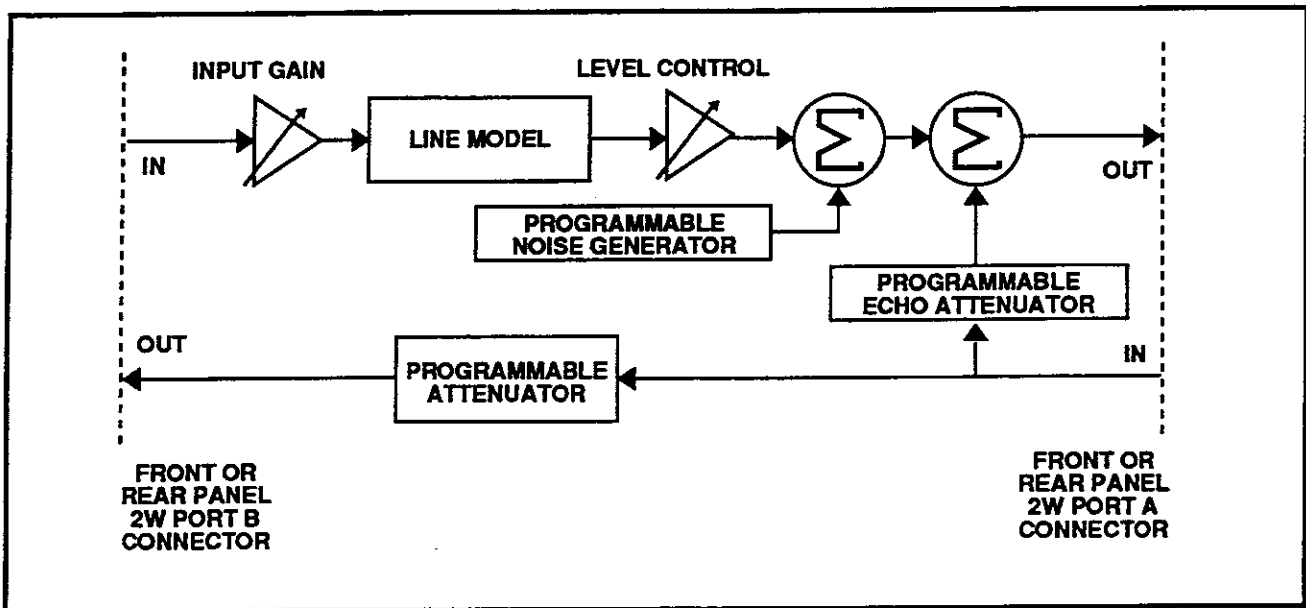 INPUT GAIN
LEVEL CONTROL
LINE MODEL
Σ
Σ
IN
OUT
PROGRAMMABLE
NOISE GENERATOR
PROGRAMMABLE
ECHO ATTENUATOR
OUT
IN
PROGRAMMABLE
ATTENUATOR
FRONT OR
REAR PANEL
2W PORT B
CONNECTOR
FRONT OR
REAR PANEL
2W PORT A
CONNECTOR